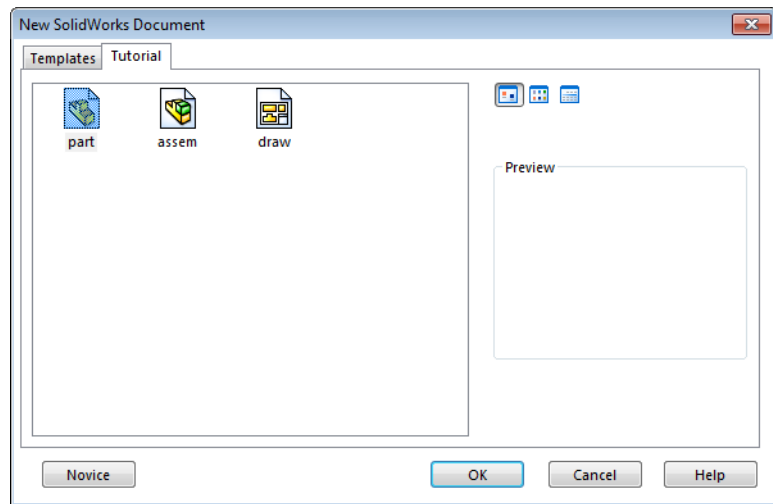 New SolidWorks Document
Templates Tutorial
part assem draw
Preview
Novice OK Cancel Help